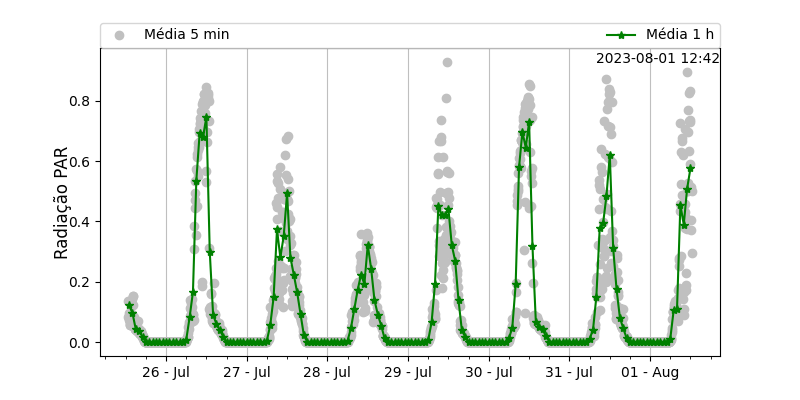 Média 5 min
Média 1 h
2023-08-01 12:42
Radiação PAR
0.8
0.6
0.4
0.2
0.0
26 - Jul
27 - Jul
28 - Jul
29 - Jul
30 - Jul
31 - Jul
01 - Aug